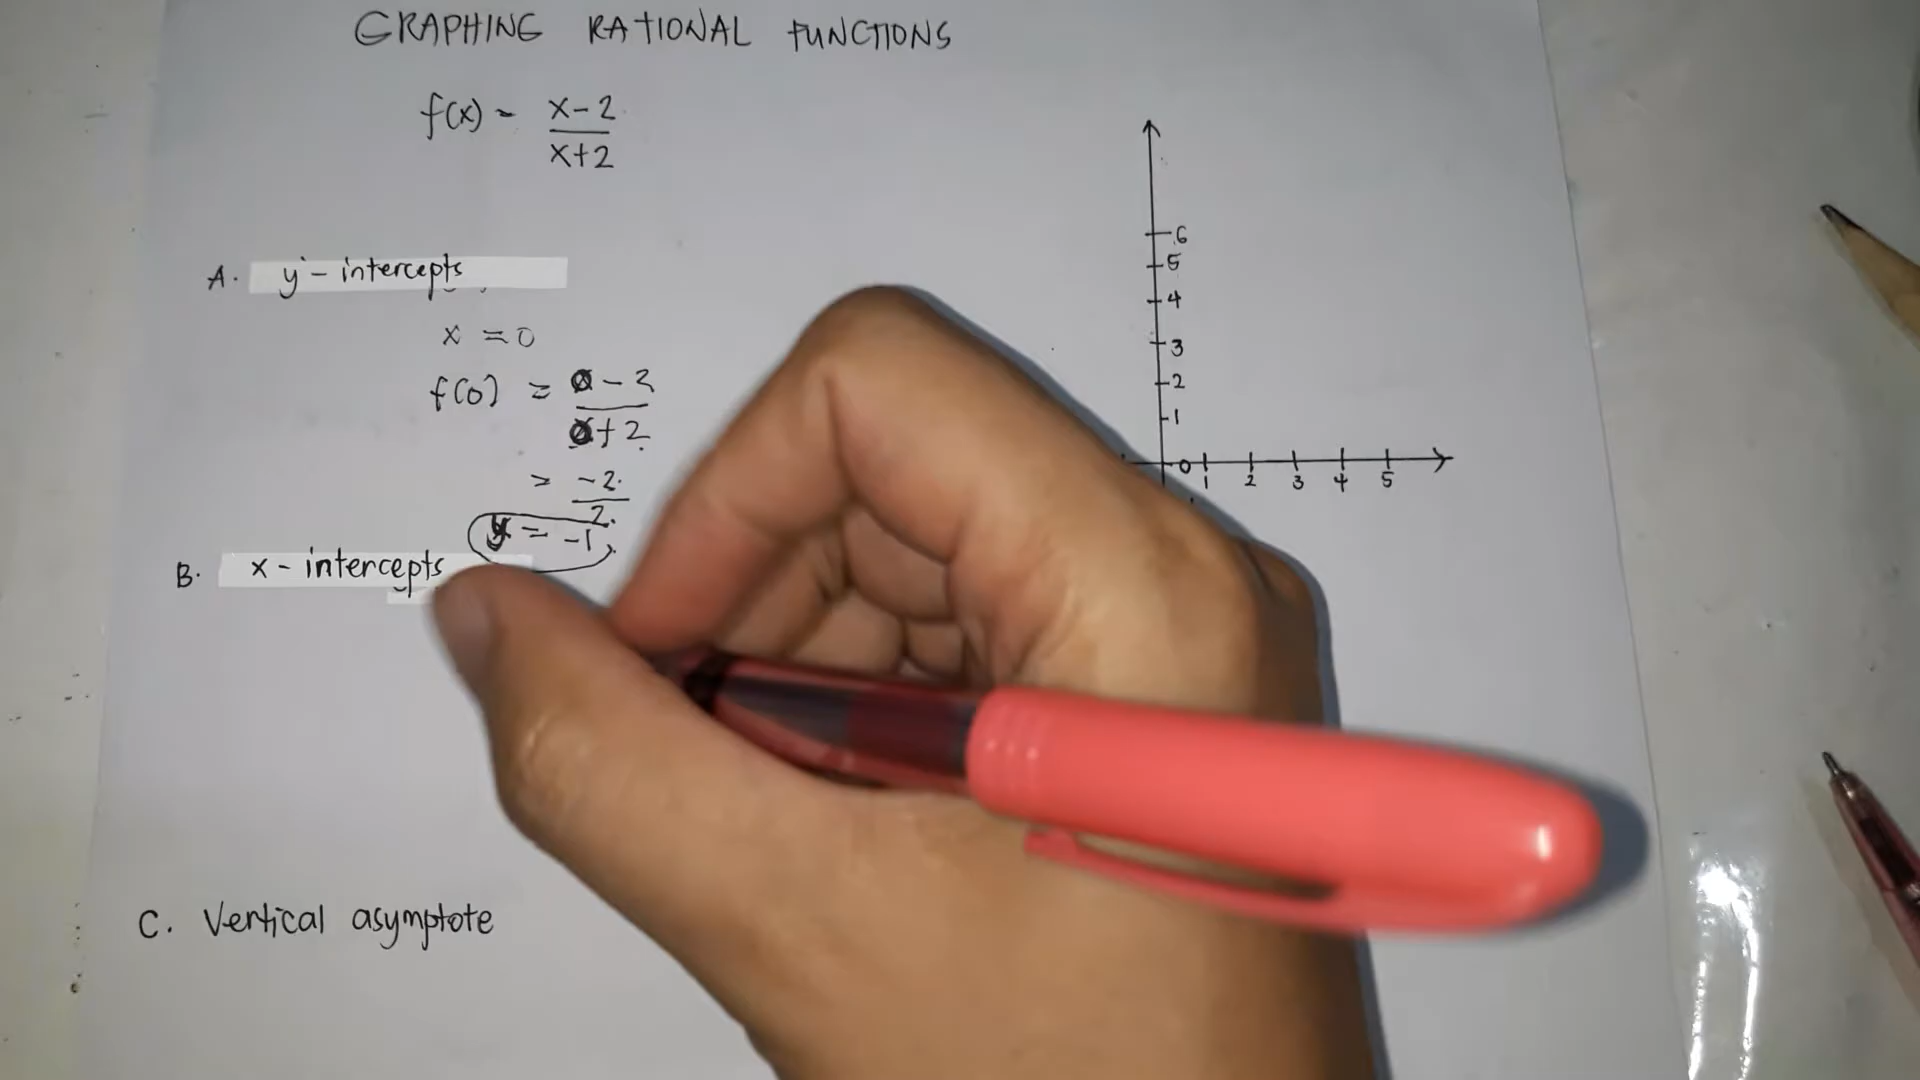 GRAPHING RATIONAL FUNCTIONS
f(x) = x-2
x+2
A. y - intercepts
x = 0
f(0) = 0 - 2
0 + 2
= -2
2
y = -1
B. x - intercepts
C. Vertical asymptote
6
5
4
3
2
1
0 1 2 3 4 5